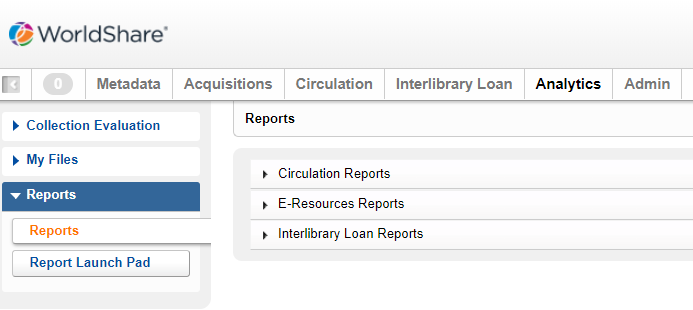 WorldShare®
0 Metadata Acquisitions Circulation Interlibrary Loan Analytics Admin
Collection Evaluation
My Files
Reports
Reports
Report Launch Pad
Reports
Circulation Reports
E-Resources Reports
Interlibrary Loan Reports